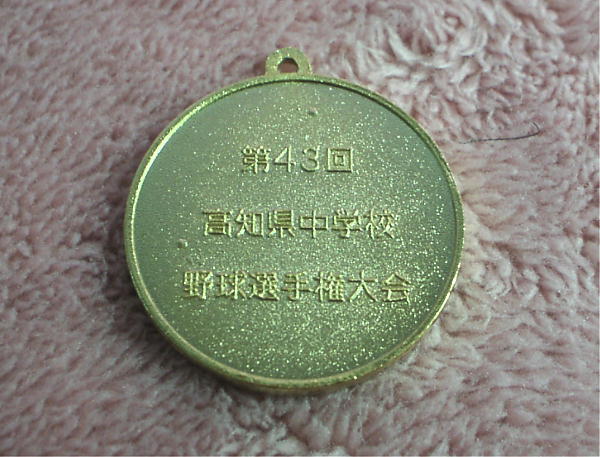 第43回
高知県中学校
野球選手権大会